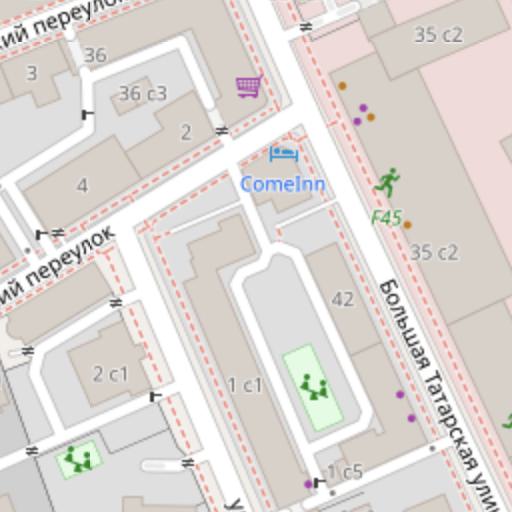 кий переулок
35 с2
36
3
36 с3
2
ComeInn
4
F45
ий переулок
35 с2
42
Большая Татарская ули
2 с1
1 с1
1 с5